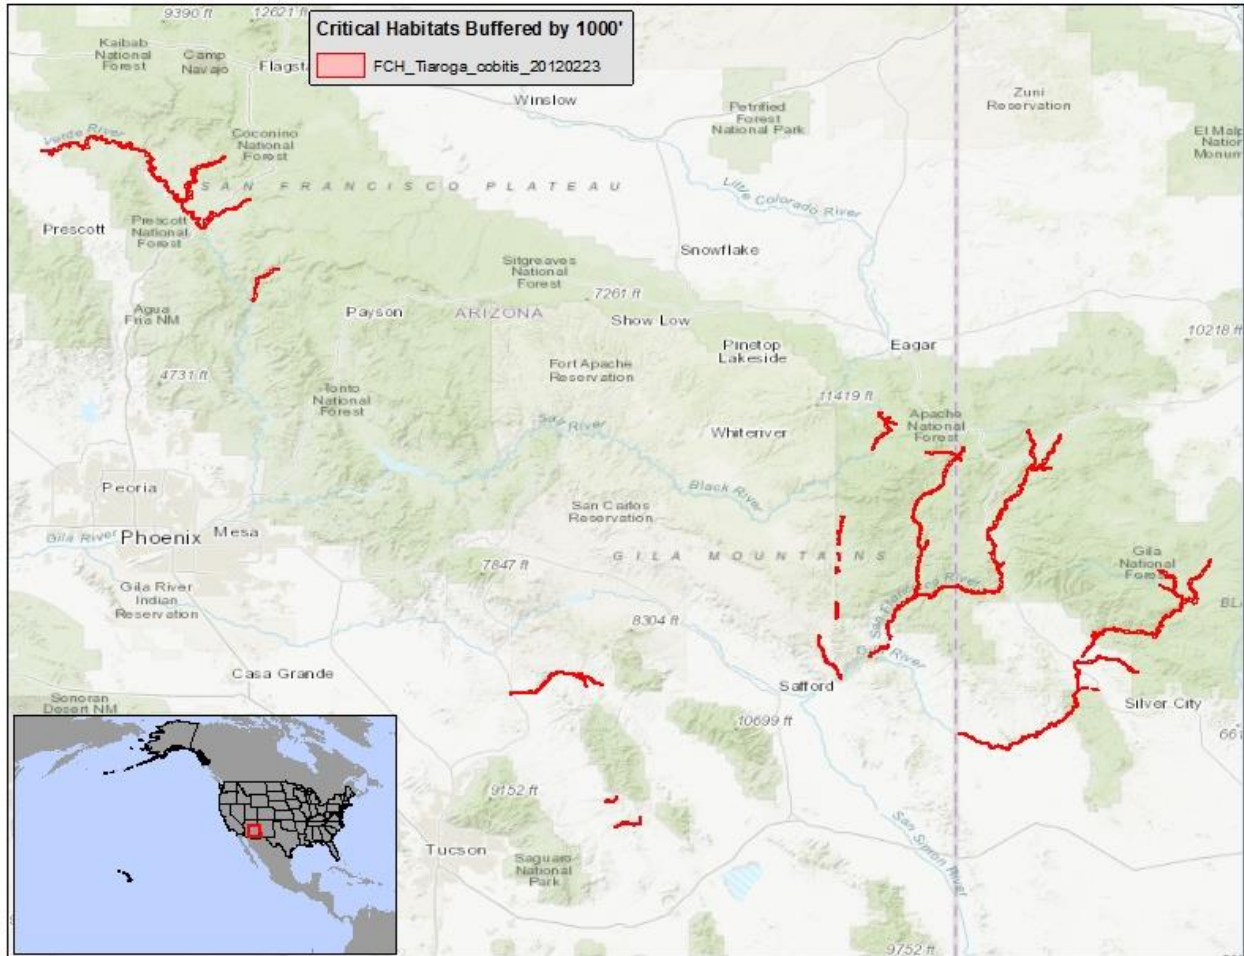 9390 ft
12621 ft
Critical Habitats Buffered by 1000'
FCH_Tiaroga_cobitis_20120223
Kaibab
National
Forest
Camp
Navajo
Flagst
Winslow
Petrified
Forest
National Park
Zuni
Reservation
El Malp
Nation
Monum
Verde River
Coconino
National
Forest
SAN FRANCISCO PLATEAU
Little Colorado River
Prescott
Prescott
National
Forest
Snowflake
Sitgreaves
National
Forest
7261 ft
Agua
Fria NM
Payson
ARIZONA
Show Low
Pinetop
Lakeside
Eagar
10218 ft
4731 ft
Fort Apache
Reservation
Tonto
National
Forest
11419 ft
Apache
National
Forest
Salt River
Whiteriver
Peoria
Black River
San Carlos
Reservation
Gila River
Phoenix
Mesa
GILA MOUNTAINS
7847 ft
Gila
National
Forest
Gila River
Indian
Reservation
San Francisco River
8304 ft
Gila River
Casa Grande
Safford
Silver City
Sonoran
Desert NM
10699 ft
661
9152 ft
San Simon River
Tucson
Saguaro
National
Park
9752 ft